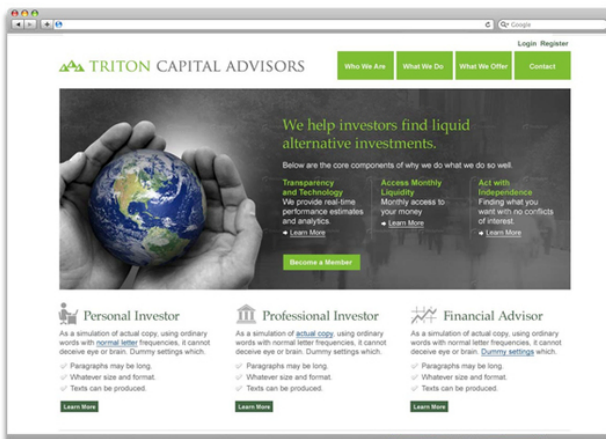 Google
Login Register
TRITON CAPITAL ADVISORS
Who We Are
What We Do
What We Offer
Contact
We help investors find liquid
alternative investments.
Below are the core components of why we do what we do so well.
Transparency
and Technology
We provide real-time
performance estimates
and analytics.
Learn More
Access Monthly
Liquidity
Monthly access to
your money
Learn More
Act with
Independence
Finding what you
want with no conflicts
of interest.
Learn More
Become a Member
Personal Investor
As a simulation of actual copy, using ordinary
words with normal letter frequencies, it cannot
deceive eye or brain. Dummy settings which.
Paragraphs may be long.
Whatever size and format.
Texts can be produced.
Learn More
Professional Investor
As a simulation of actual copy, using ordinary
words with normal letter frequencies, it cannot
deceive eye or brain. Dummy settings which.
Paragraphs may be long.
Whatever size and format.
Texts can be produced.
Learn More
Financial Advisor
As a simulation of actual copy, using ordinary
words with normal letter frequencies, it cannot
deceive eye or brain. Dummy settings which.
Paragraphs may be long.
Whatever size and format.
Texts can be produced.
Learn More